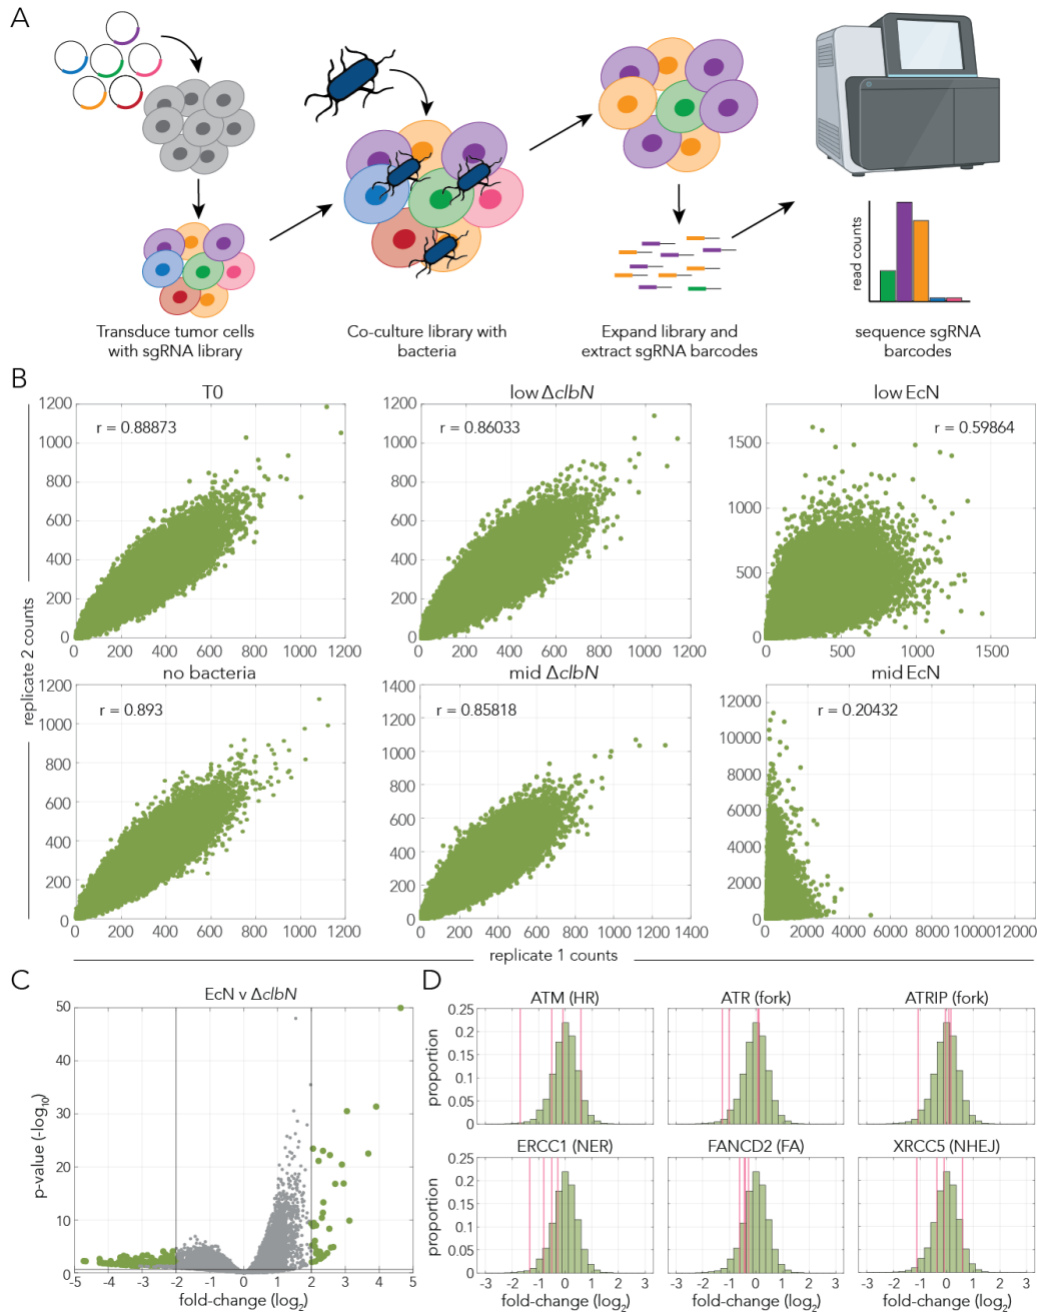 A
Transduce tumor cells
with sgRNA library
Co-culture library with
bacteria
Expand library and
extract sgRNA barcodes
read counts
sequence sgRNA
barcodes
B
T0
r = 0.88873
1200
1000
800
600
400
200
0
0 200 400 600 800 1000 1200
low ΔclbN
r = 0.86033
1200
1000
800
600
400
200
0
0 200 400 600 800 1000 1200
low EcN
r = 0.59864
1500
1000
500
0
0 500 1000 1500
no bacteria
r = 0.893
1200
1000
800
600
400
200
0
0 200 400 600 800 1000 1200
mid ΔclbN
r = 0.85818
1400
1200
1000
800
600
400
200
0
0 200 400 600 800 1000 1200 1400
mid EcN
r = 0.20432
12000
10000
8000
6000
4000
2000
0
0 2000 4000 6000 8000 10000 12000
replicate 2 counts
replicate 1 counts
C
EcN v ΔclbN
p-value (-log10)
50
40
30
20
10
0
-5 -4 -3 -2 -1 0 1 2 3 4 5
fold-change (log2)
D
ATM (HR)
ATR (fork)
ATRIP (fork)
proportion
0.25
0.2
0.15
0.1
0.05
0
ERCC1 (NER)
FANCD2 (FA)
XRCC5 (NHEJ)
proportion
0.25
0.2
0.15
0.1
0.05
0
-3 -2 -1 0 1 2 3
-3 -2 -1 0 1 2 3
-3 -2 -1 0 1 2 3
fold-change (log2)
fold-change (log2)
fold-change (log2)